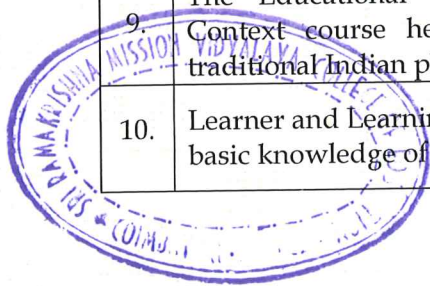 The Educational
9. Context course he
traditional Indian p
10. Learner and Learnin
basic knowledge of
SRI RAMAKRISHNA MISSION VIDYALAYA COLLEGE